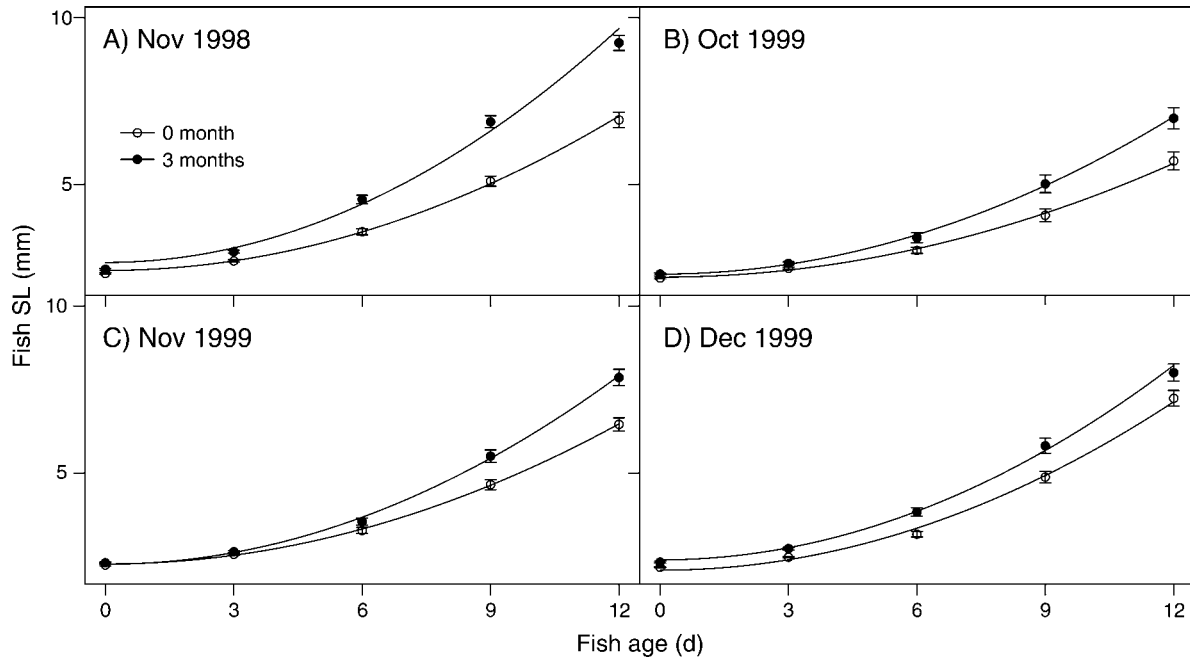 10
A) Nov 1998
B) Oct 1999
0 month
3 months
5
Fish SL (mm)
10
C) Nov 1999
D) Dec 1999
5
0 3 6 9 12 0 3 6 9 12
Fish age (d)